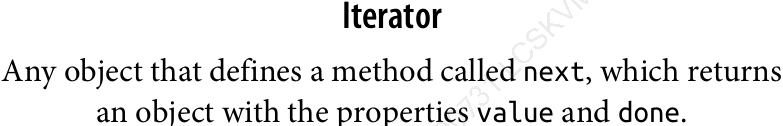 Iterator
Any object that defines a method called next, which returns
an object with the properties value and done.